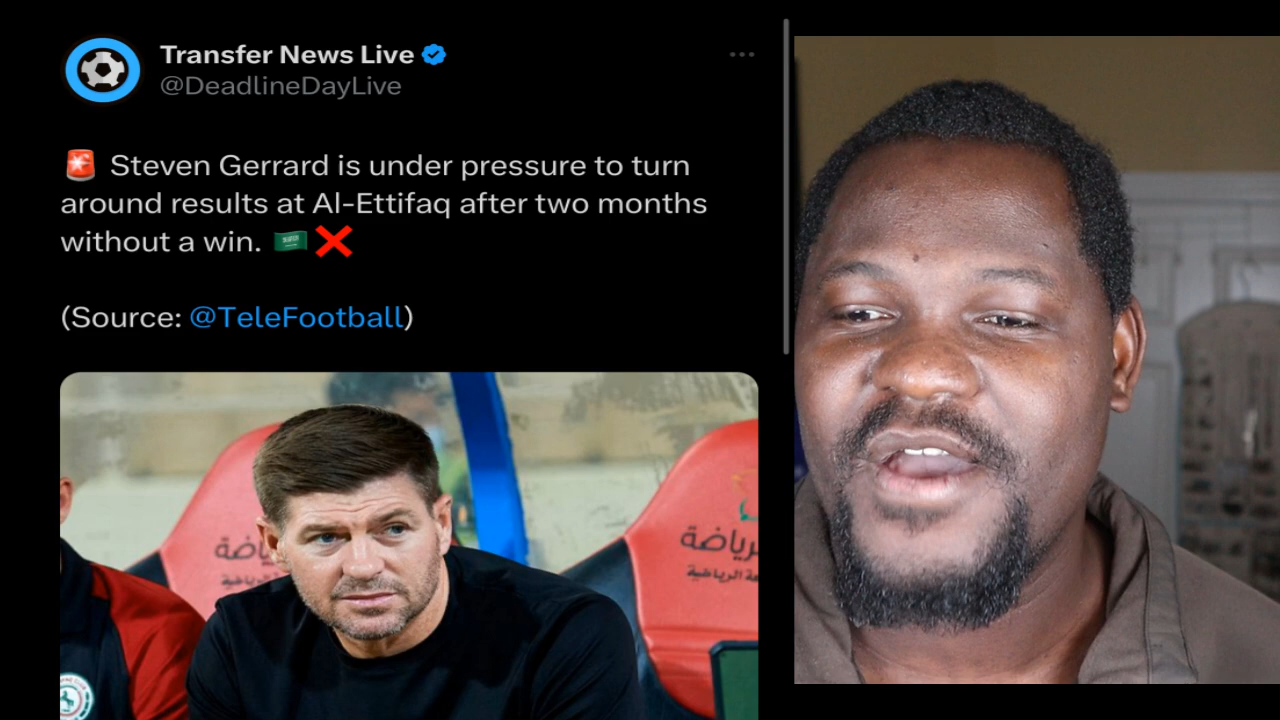 Transfer News Live
@DeadlineDayLive
🚨 Steven Gerrard is under pressure to turn
around results at Al-Ettifaq after two months
without a win. 🇸🇦❌
(Source: @TeleFootball)